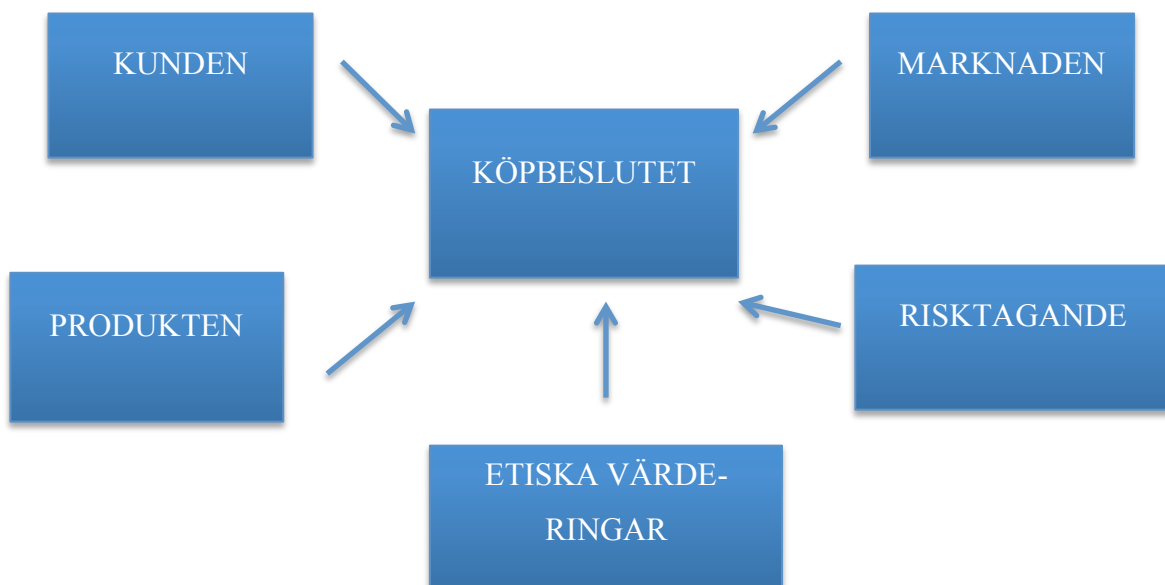 KUNDEN
MARKNADEN
KÖPBESLUTET
PRODUKTEN
RISKTAGANDE
ETISKA VÄRDE-
RINGAR